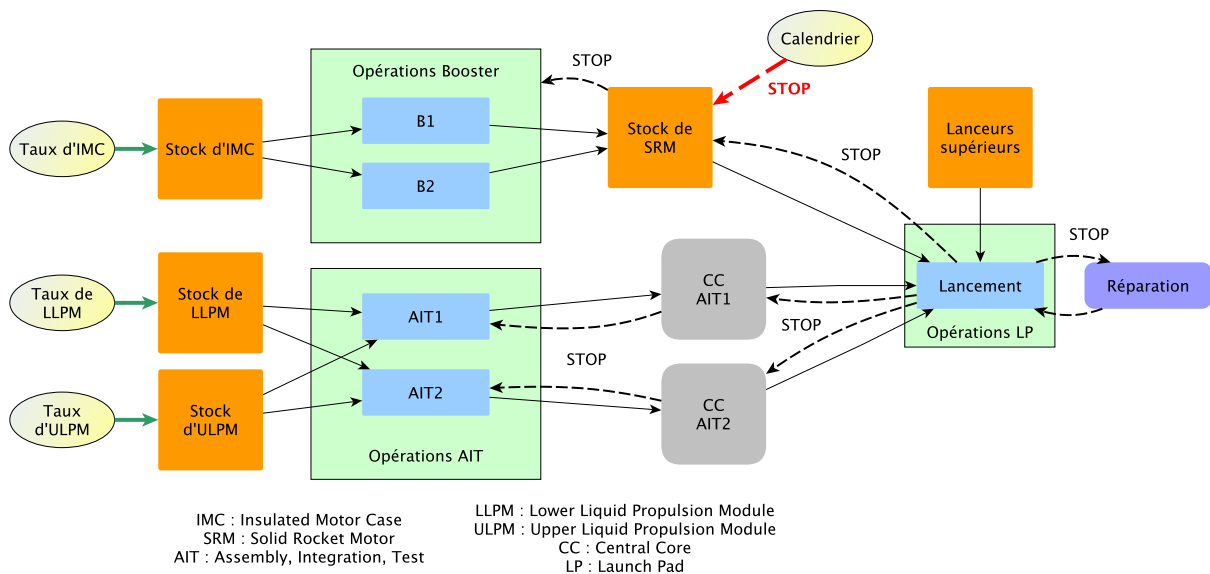 Calendrier
STOP
STOP
Opérations Booster
B1
B2
Taux d'IMC
Stock d'IMC
Stock de
SRM
Lanceurs
supérieurs
STOP
STOP
Taux de
LLPM
Stock de
LLPM
AIT1
CC
AIT1
Lancement
Réparation
STOP
Opérations LP
STOP
AIT2
Taux
d'ULPM
Stock
d'ULPM
CC
AIT2
Opérations AIT
IMC : Insulated Motor Case
SRM : Solid Rocket Motor
AIT : Assembly, Integration, Test
LLPM : Lower Liquid Propulsion Module
ULPM : Upper Liquid Propulsion Module
CC : Central Core
LP : Launch Pad